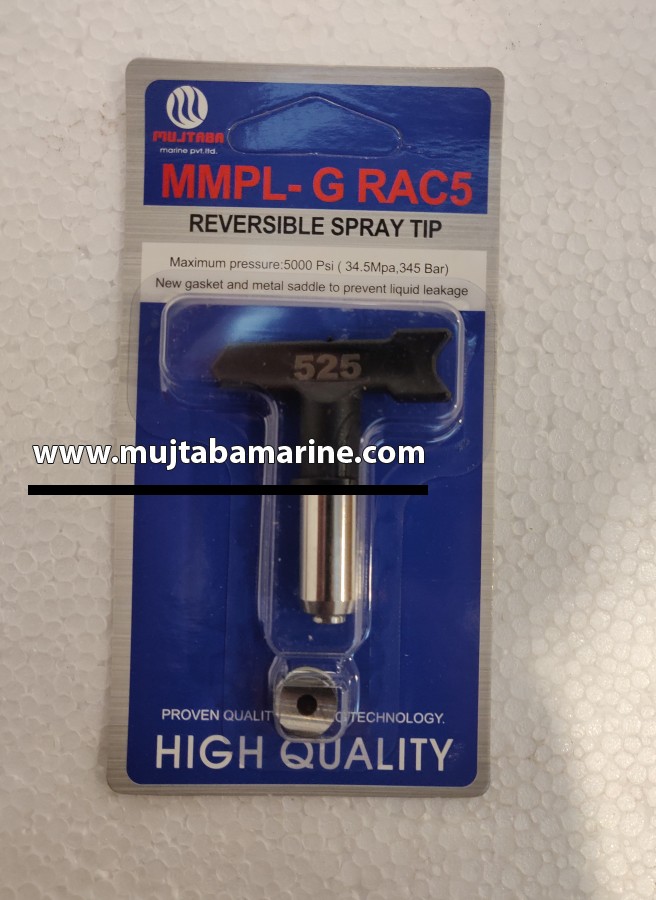 MUJTABA
marine pvt.ltd.
MMPL- G RAC5
REVERSIBLE SPRAY TIP
Maximum pressure:5000 Psi ( 34.5Mpa,345 Bar)
New gasket and metal saddle to prevent liquid leakage
525
www.mujtabamarine.com
PROVEN TECHNOLOGY.
HIGH QUALITY